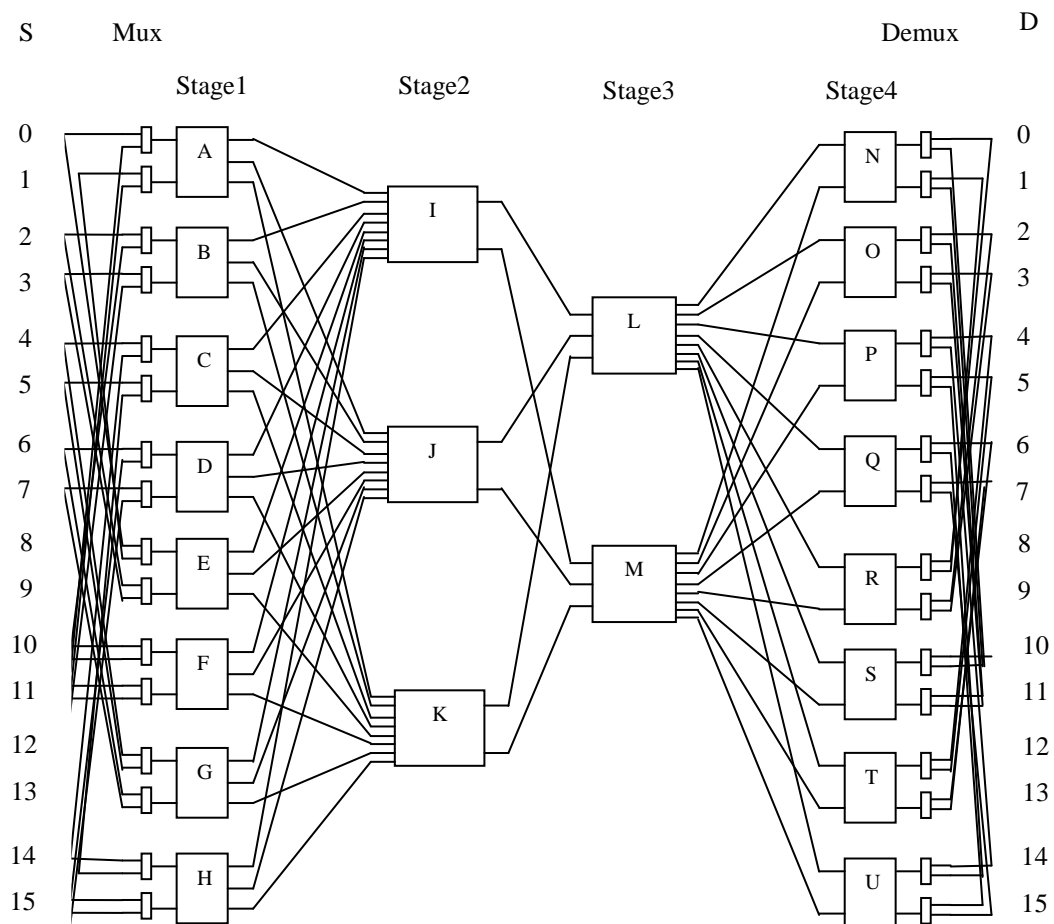 S Mux Demux D
Stage1 Stage2 Stage3 Stage4
0 A N 0
1 1
I
2 B O 2
3 3
L
4 C P 4
5 5
6 D J Q 6
7 7
8 E M R 8
9 9
10 F S 10
11 K 11
12 G T 12
13 13
14 H U 14
15 15